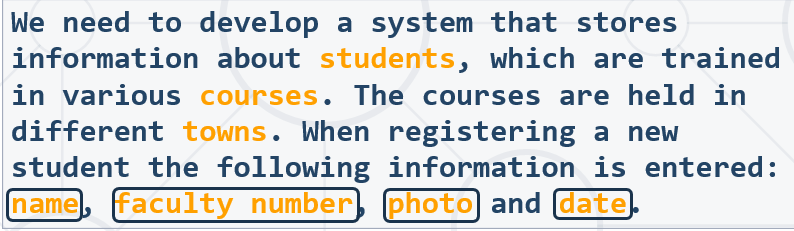 We need to develop a system that stores
information about students, which are trained
in various courses. The courses are held in
different towns. When registering a new
student the following information is entered:
name, faculty number, photo and date.